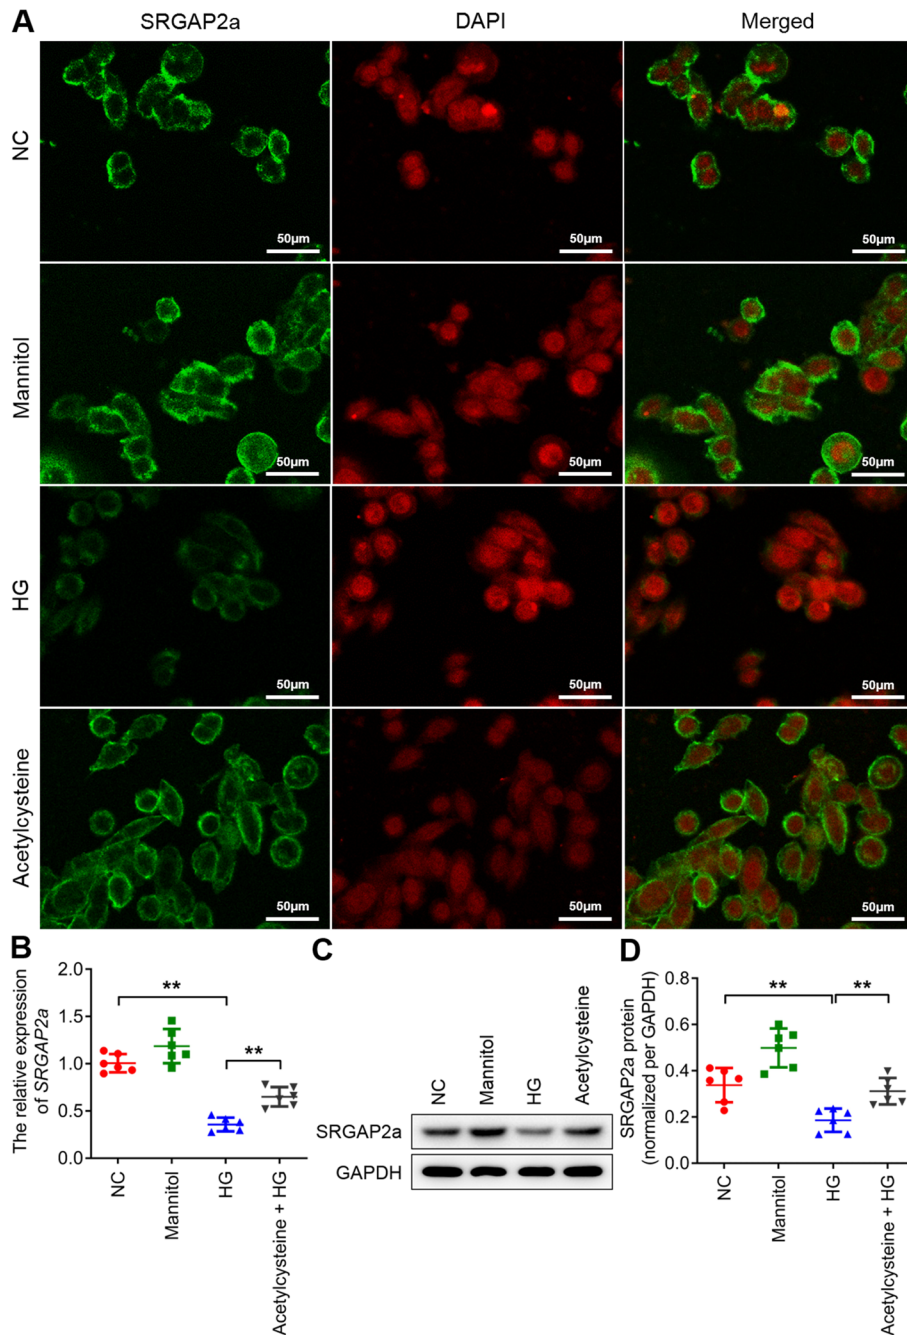 A
SRGAP2a
DAPI
Merged
NC
50μm
50μm
50μm
Mannitol
50μm
50μm
50μm
HG
50μm
50μm
50μm
Acetylcysteine
50μm
50μm
50μm
B
The relative expression
of SRGAP2a
2.0
1.5
1.0
0.5
0.0
**
**
NC
Mannitol
HG
Acetylcysteine + HG
C
NC
Mannitol
HG
Acetylcysteine
SRGAP2a
GAPDH
D
SRGAP2a protein
(normalized per GAPDH)
0.8
0.6
0.4
0.2
0.0
**
**
NC
Mannitol
HG
Acetylcysteine + HG